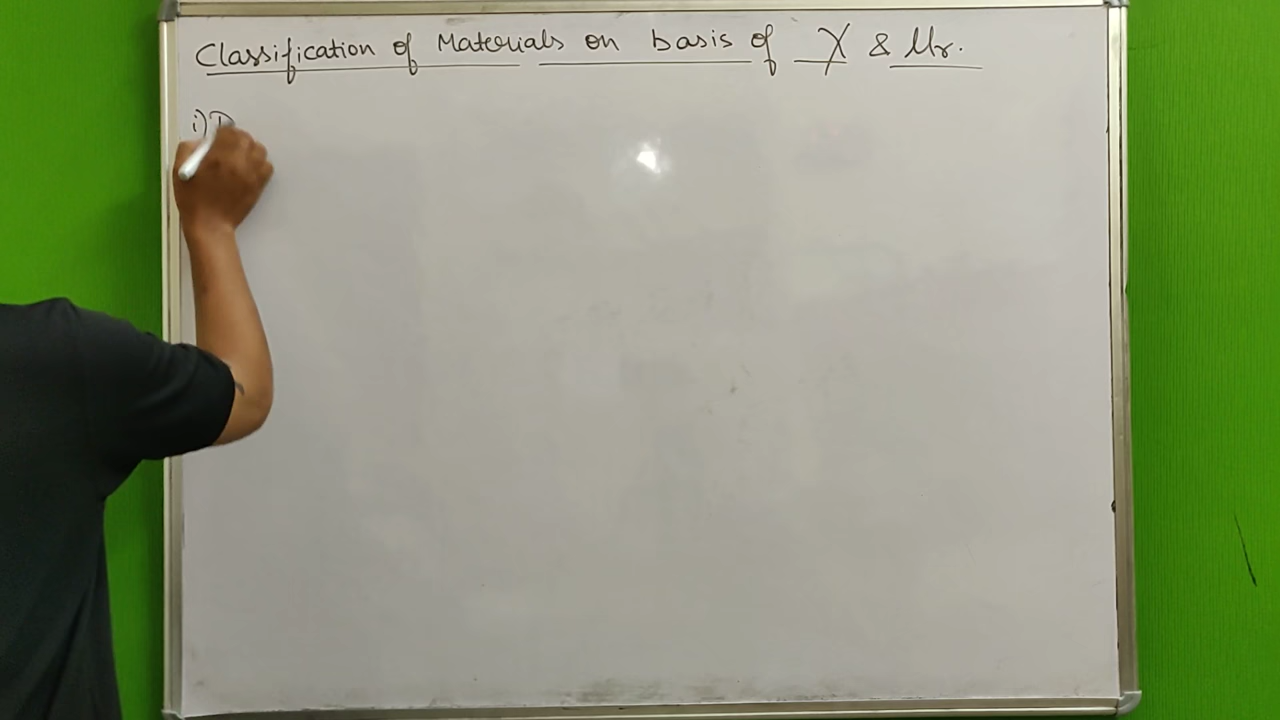 Classification of Materials on basis of χ & μr.
i) D